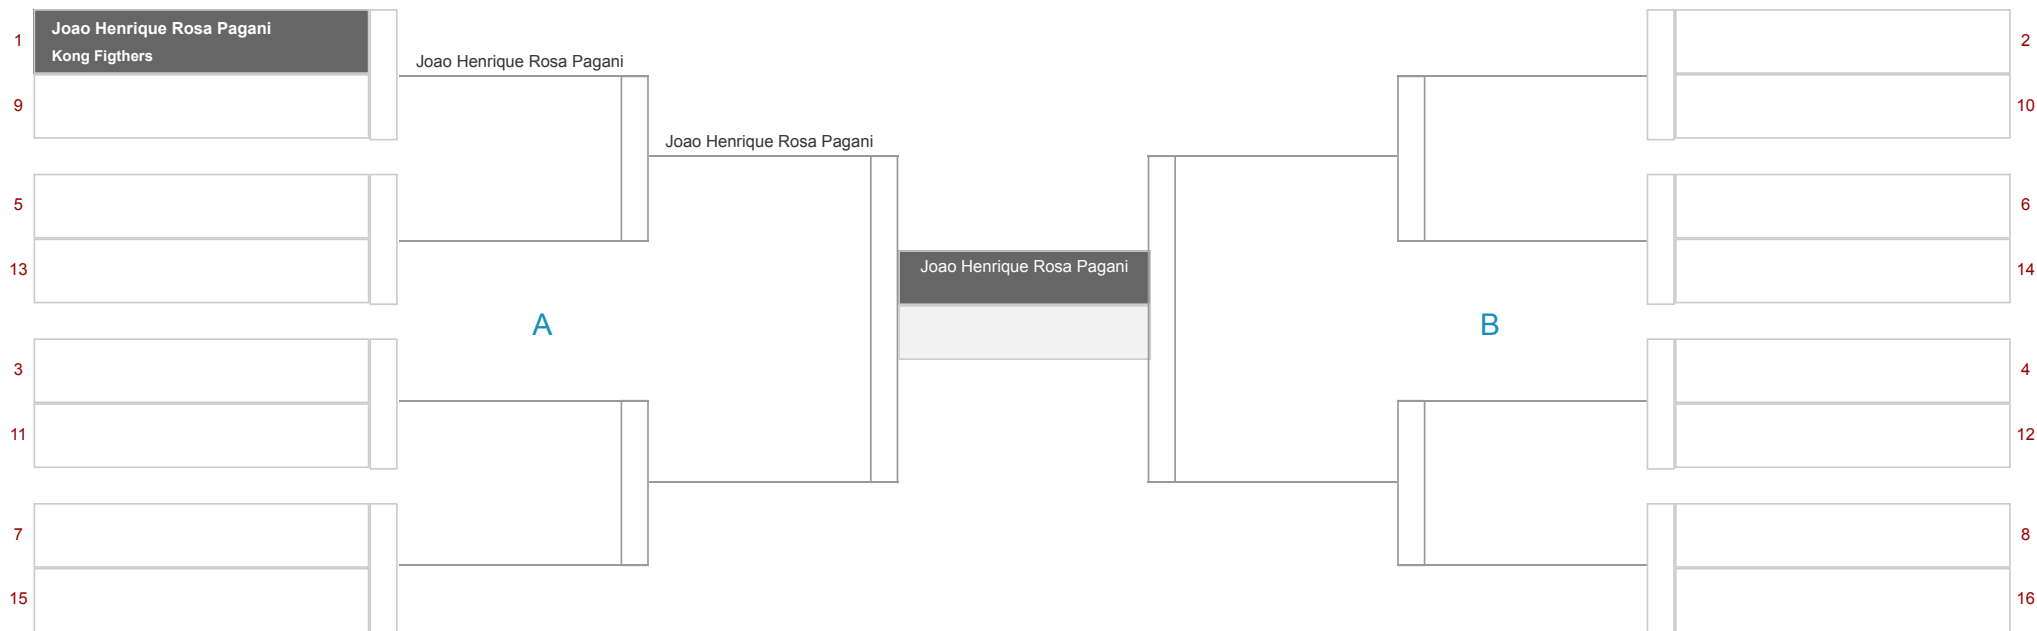 1
Joao Henrique Rosa Pagani
Kong Figthers
2
Joao Henrique Rosa Pagani
9
10
Joao Henrique Rosa Pagani
5
6
13
Joao Henrique Rosa Pagani
14
A
B
3
4
11
12
7
8
15
16